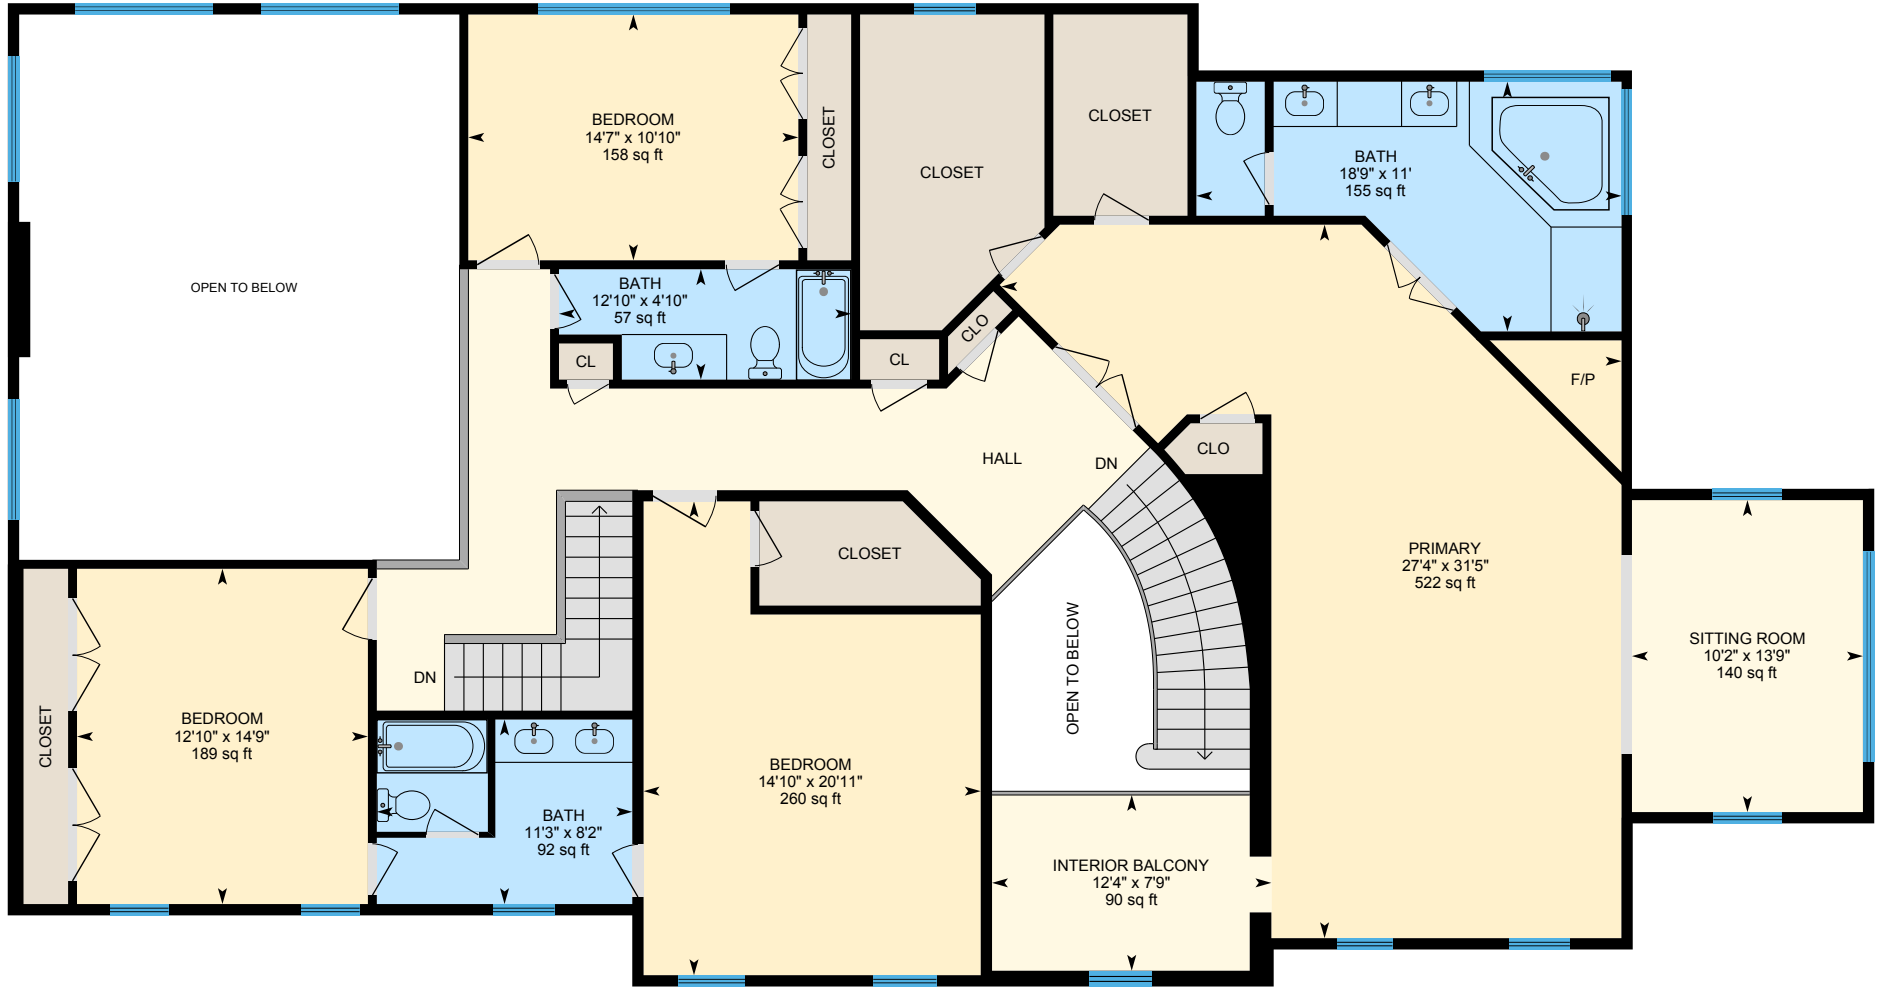 OPEN TO BELOW
BEDROOM
14'7" x 10'10"
158 sq ft
CLOSET
CLOSET
CLOSET
BATH
18'9" x 11'
155 sq ft
BATH
12'10" x 4'10"
57 sq ft
CL
CL
CLO
F/P
HALL
DN
CLO
CLOSET
PRIMARY
27'4" x 31'5"
522 sq ft
SITTING ROOM
10'2" x 13'9"
140 sq ft
OPEN TO BELOW
DN
CLOSET
BEDROOM
12'10" x 14'9"
189 sq ft
BEDROOM
14'10" x 20'11"
260 sq ft
BATH
11'3" x 8'2"
92 sq ft
INTERIOR BALCONY
12'4" x 7'9"
90 sq ft